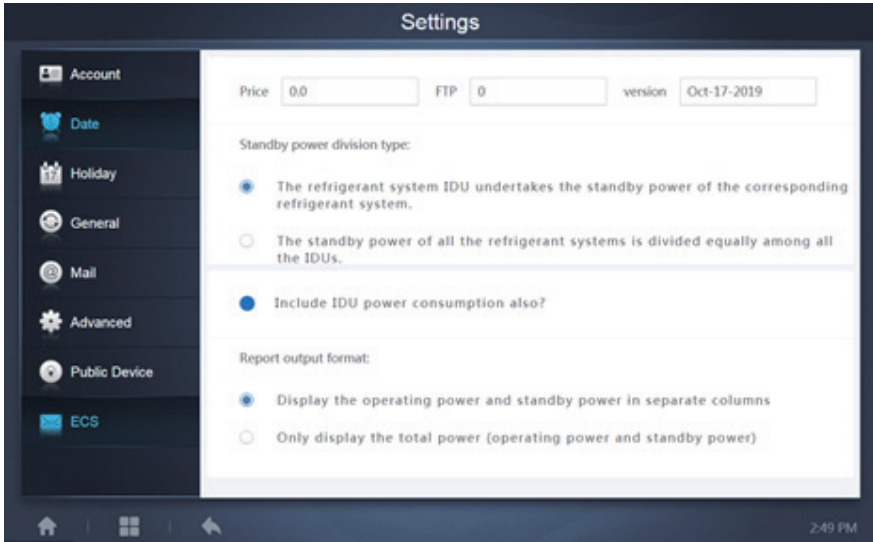 Settings
Account
Date
Holiday
17
General
Mail
Advanced
Public Device
ECS
Price 0.0 FTP 0 version Oct-17-2019
Standby power division type:
The refrigerant system IDU undertakes the standby power of the corresponding
refrigerant system.
The standby power of all the refrigerant systems is divided equally among all
the IDUs.
Include IDU power consumption also?
Report output format:
Display the operating power and standby power in separate columns
Only display the total power (operating power and standby power)
2:49 PM